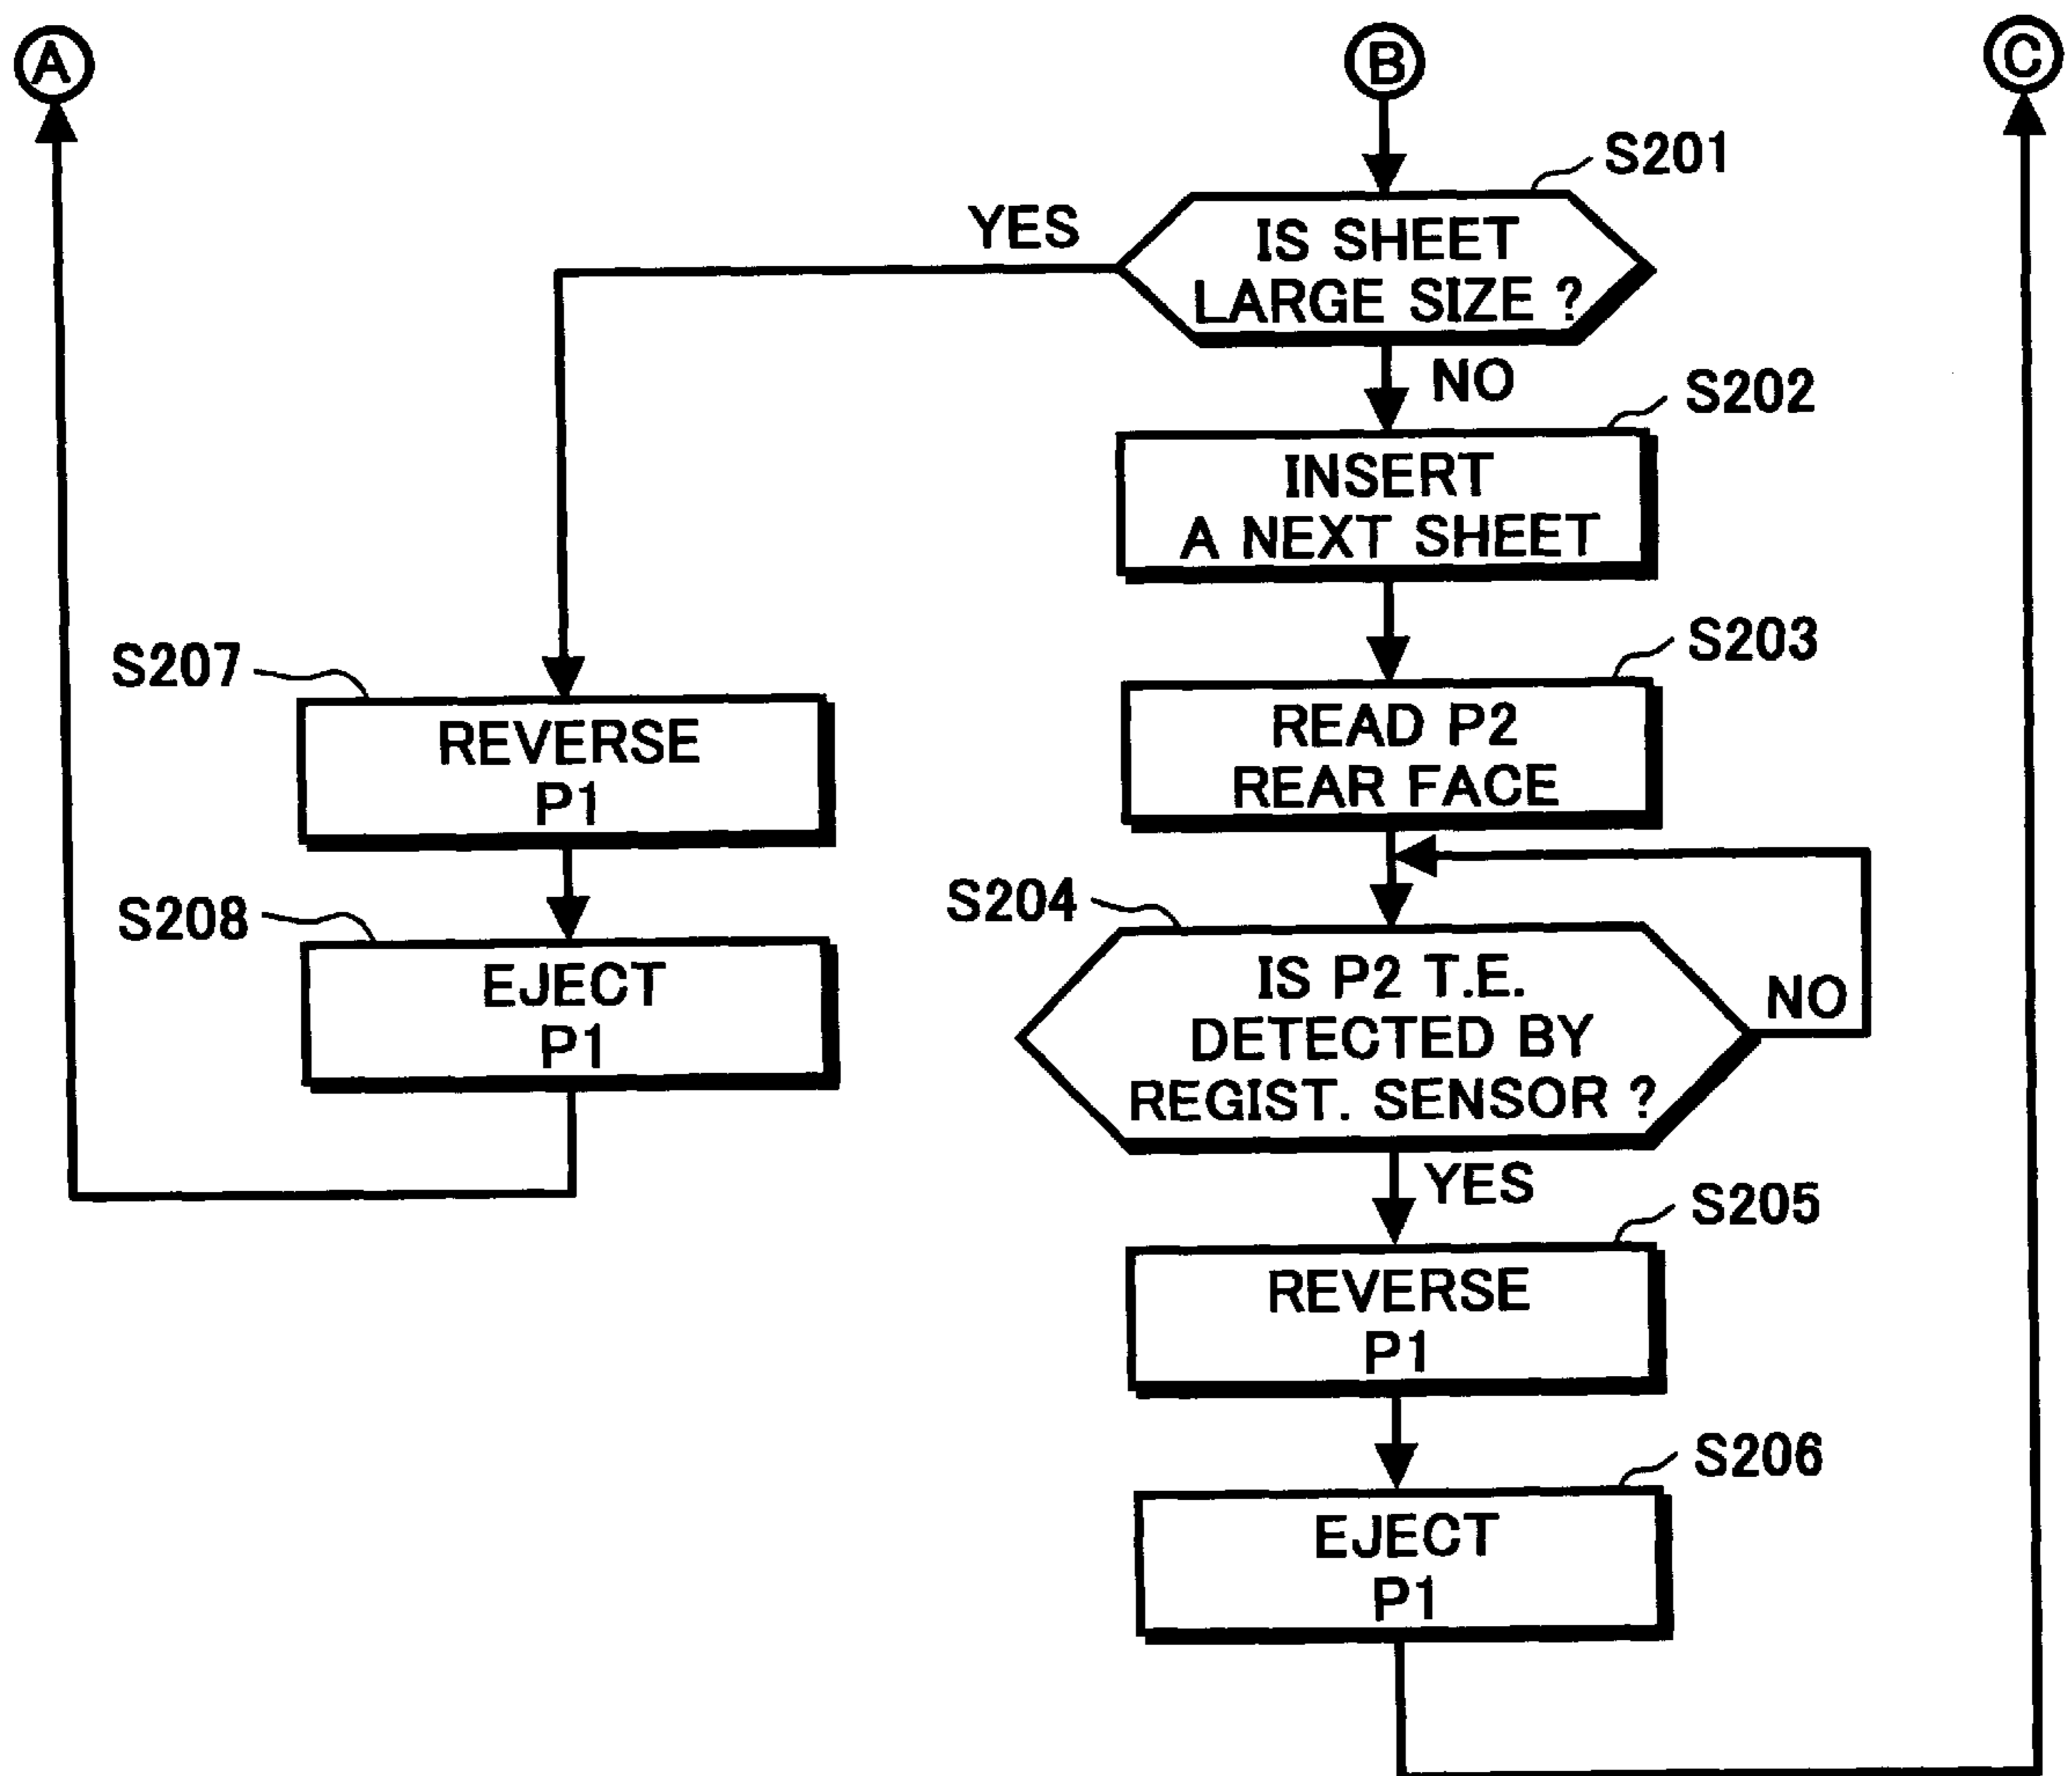 A
B
C
S201
YES
IS SHEET
LARGE SIZE ?
NO
S202
INSERT
A NEXT SHEET
S203
READ P2
REAR FACE
S207
REVERSE
P1
S204
IS P2 T.E.
DETECTED BY
REGIST. SENSOR ?
NO
S208
EJECT
P1
YES
S205
REVERSE
P1
S206
EJECT
P1